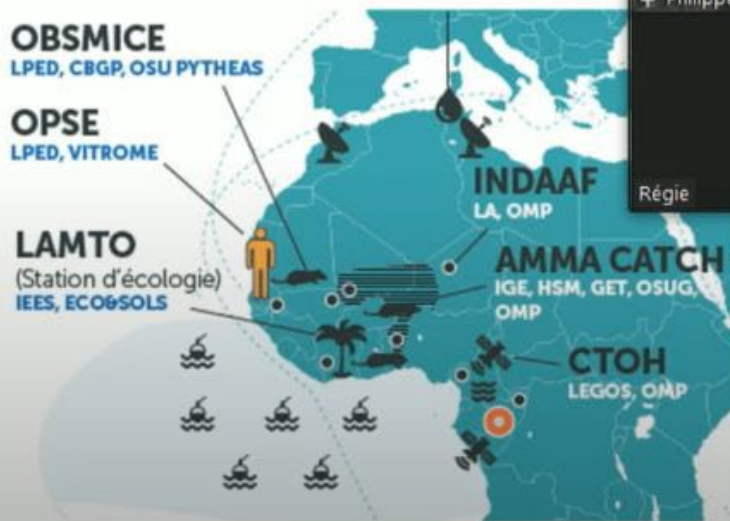 OBSMICE
LPED, CBGP, OSU PYTHEAS
OPSE
LPED, VITROME
LAMTO
(Station d'écologie)
IEES, ECO&SOLS
INDAAF
LA, OMP
AMMA CATCH
IGE, HSM, GET, OSUG,
OMP
CTOH
LEGOS, OMP
Régie